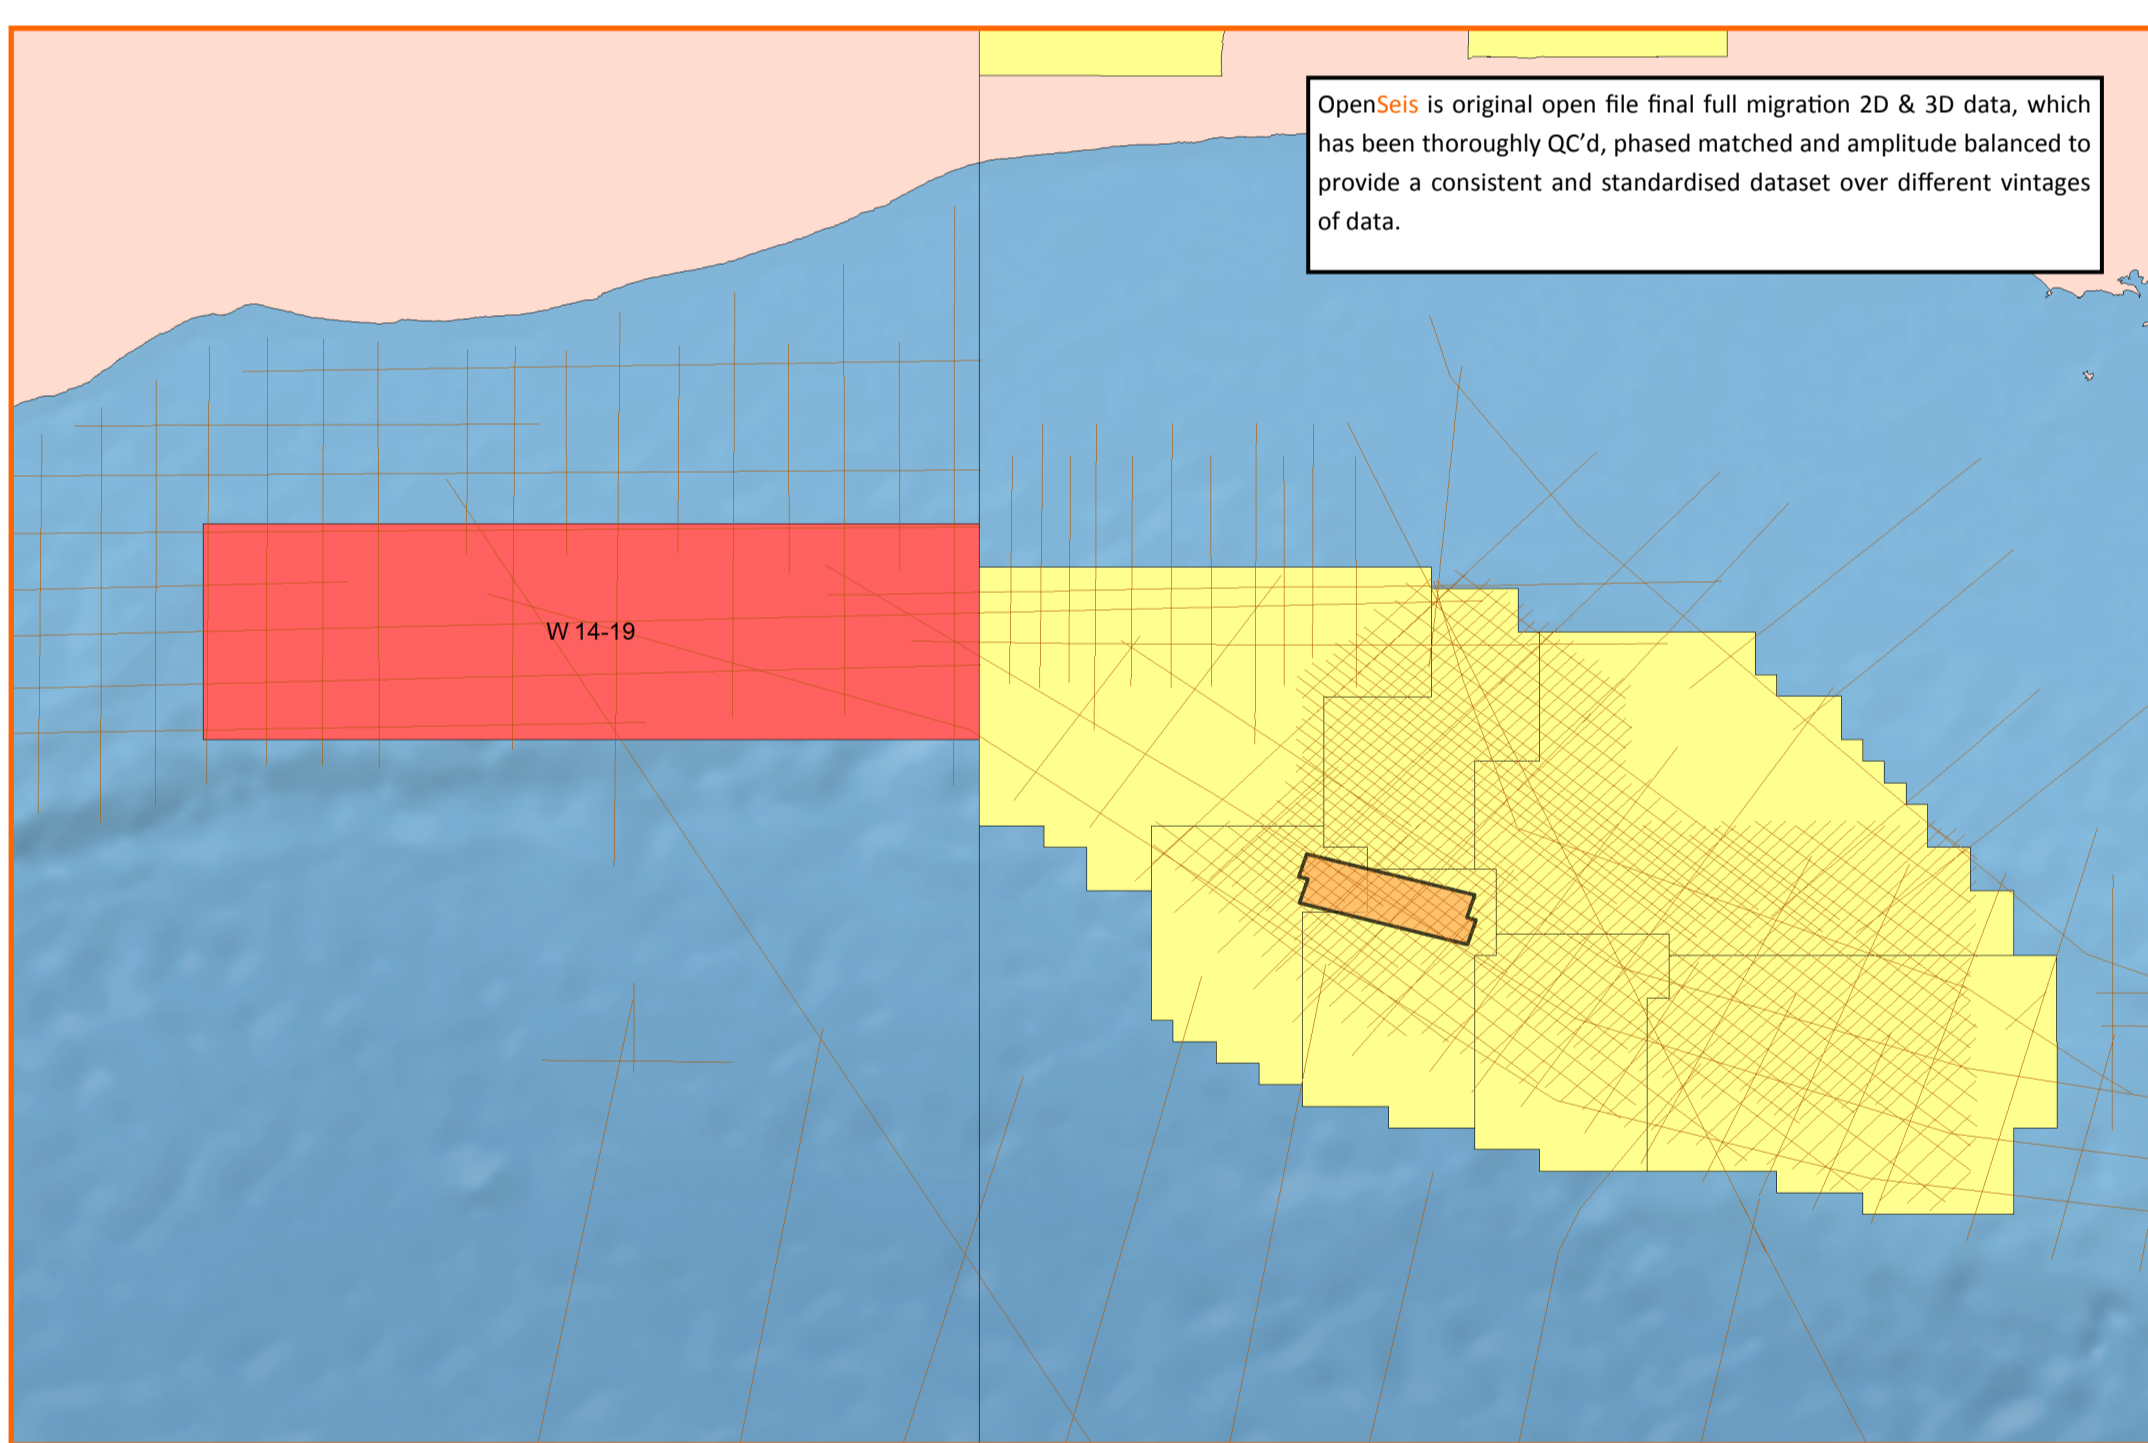 OpenSeis is original open file final full migration 2D & 3D data, which
has been thoroughly QC’d, phased matched and amplitude balanced to
provide a consistent and standardised dataset over different vintages
of data.
W 14-19